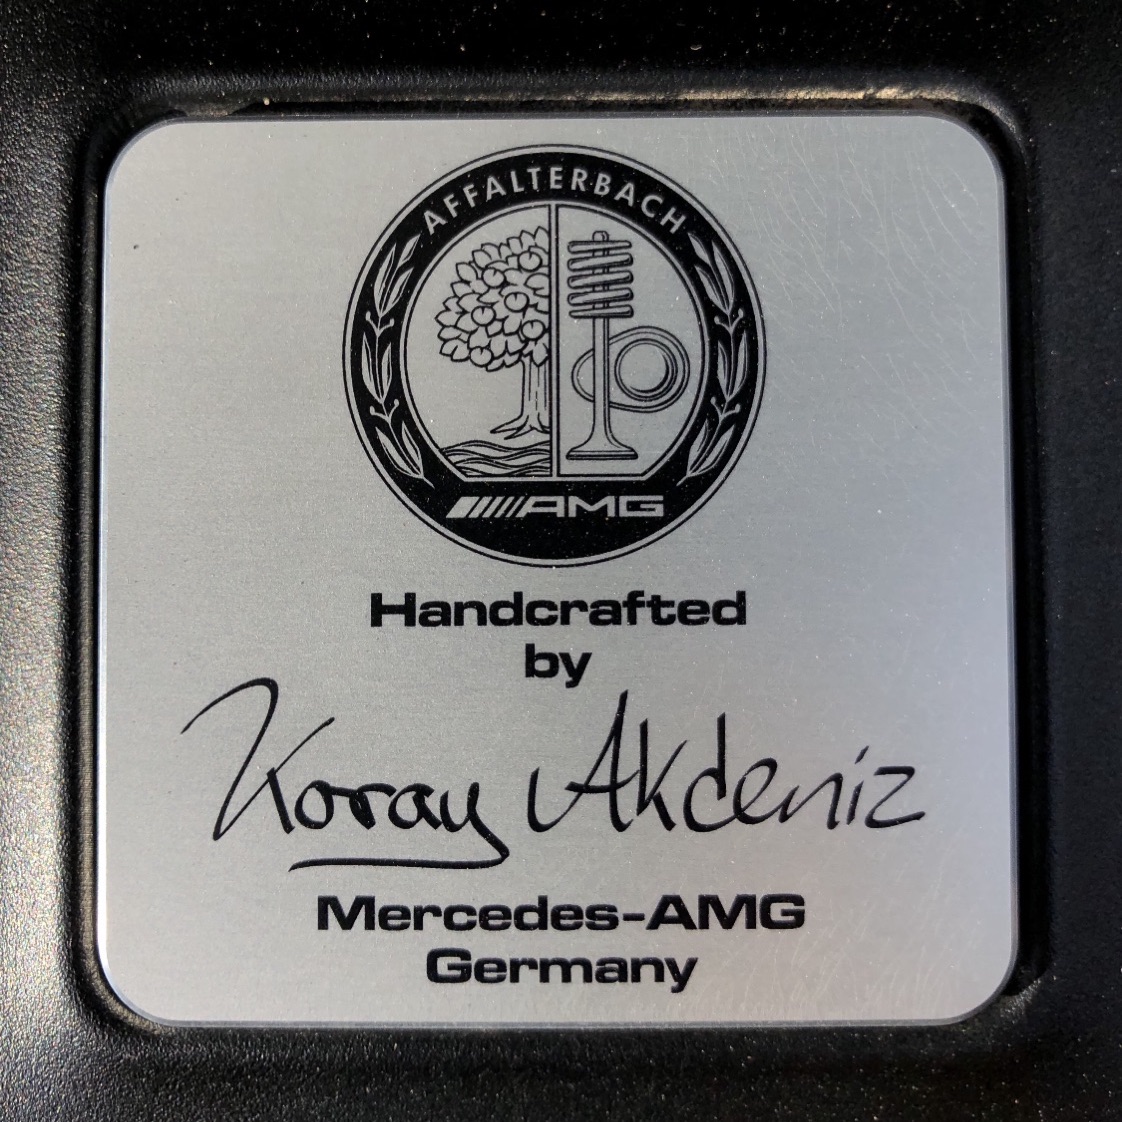 AFFALTERBACH
AMG
Handcrafted
by
Koray Akdeniz
Mercedes-AMG
Germany